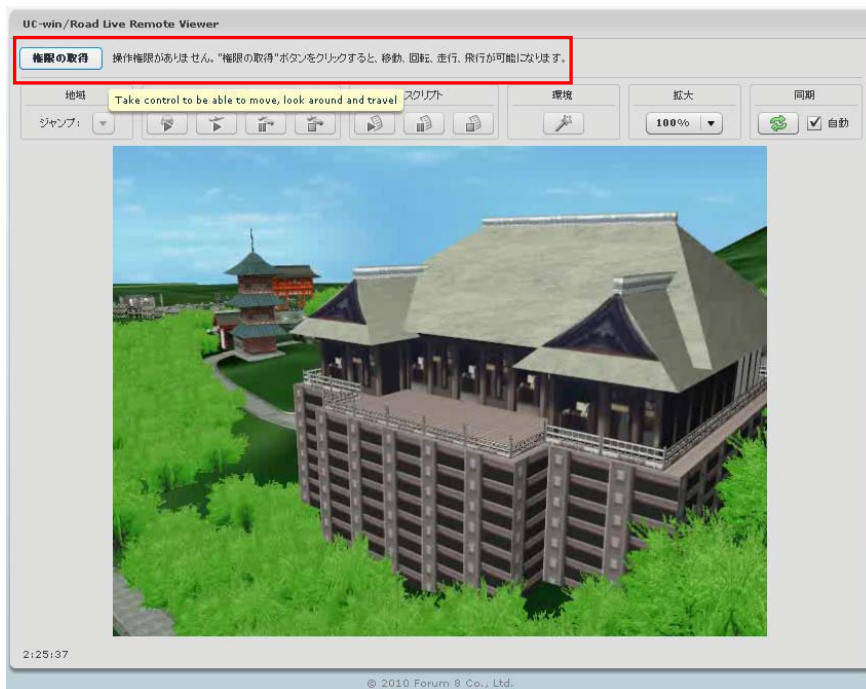 UC-win/Road Live Remote Viewer
権限の取得 操作権限がありません。"権限の取得"ボタンをクリックすると、移動、回転、走行、飛行が可能になります。
地域 スクリプト 環境 拡大 同期
Take control to be able to move, look around and travel
ジャンプ: 100% 自動
2:25:37
© 2010 Forum 8 Co., Ltd.